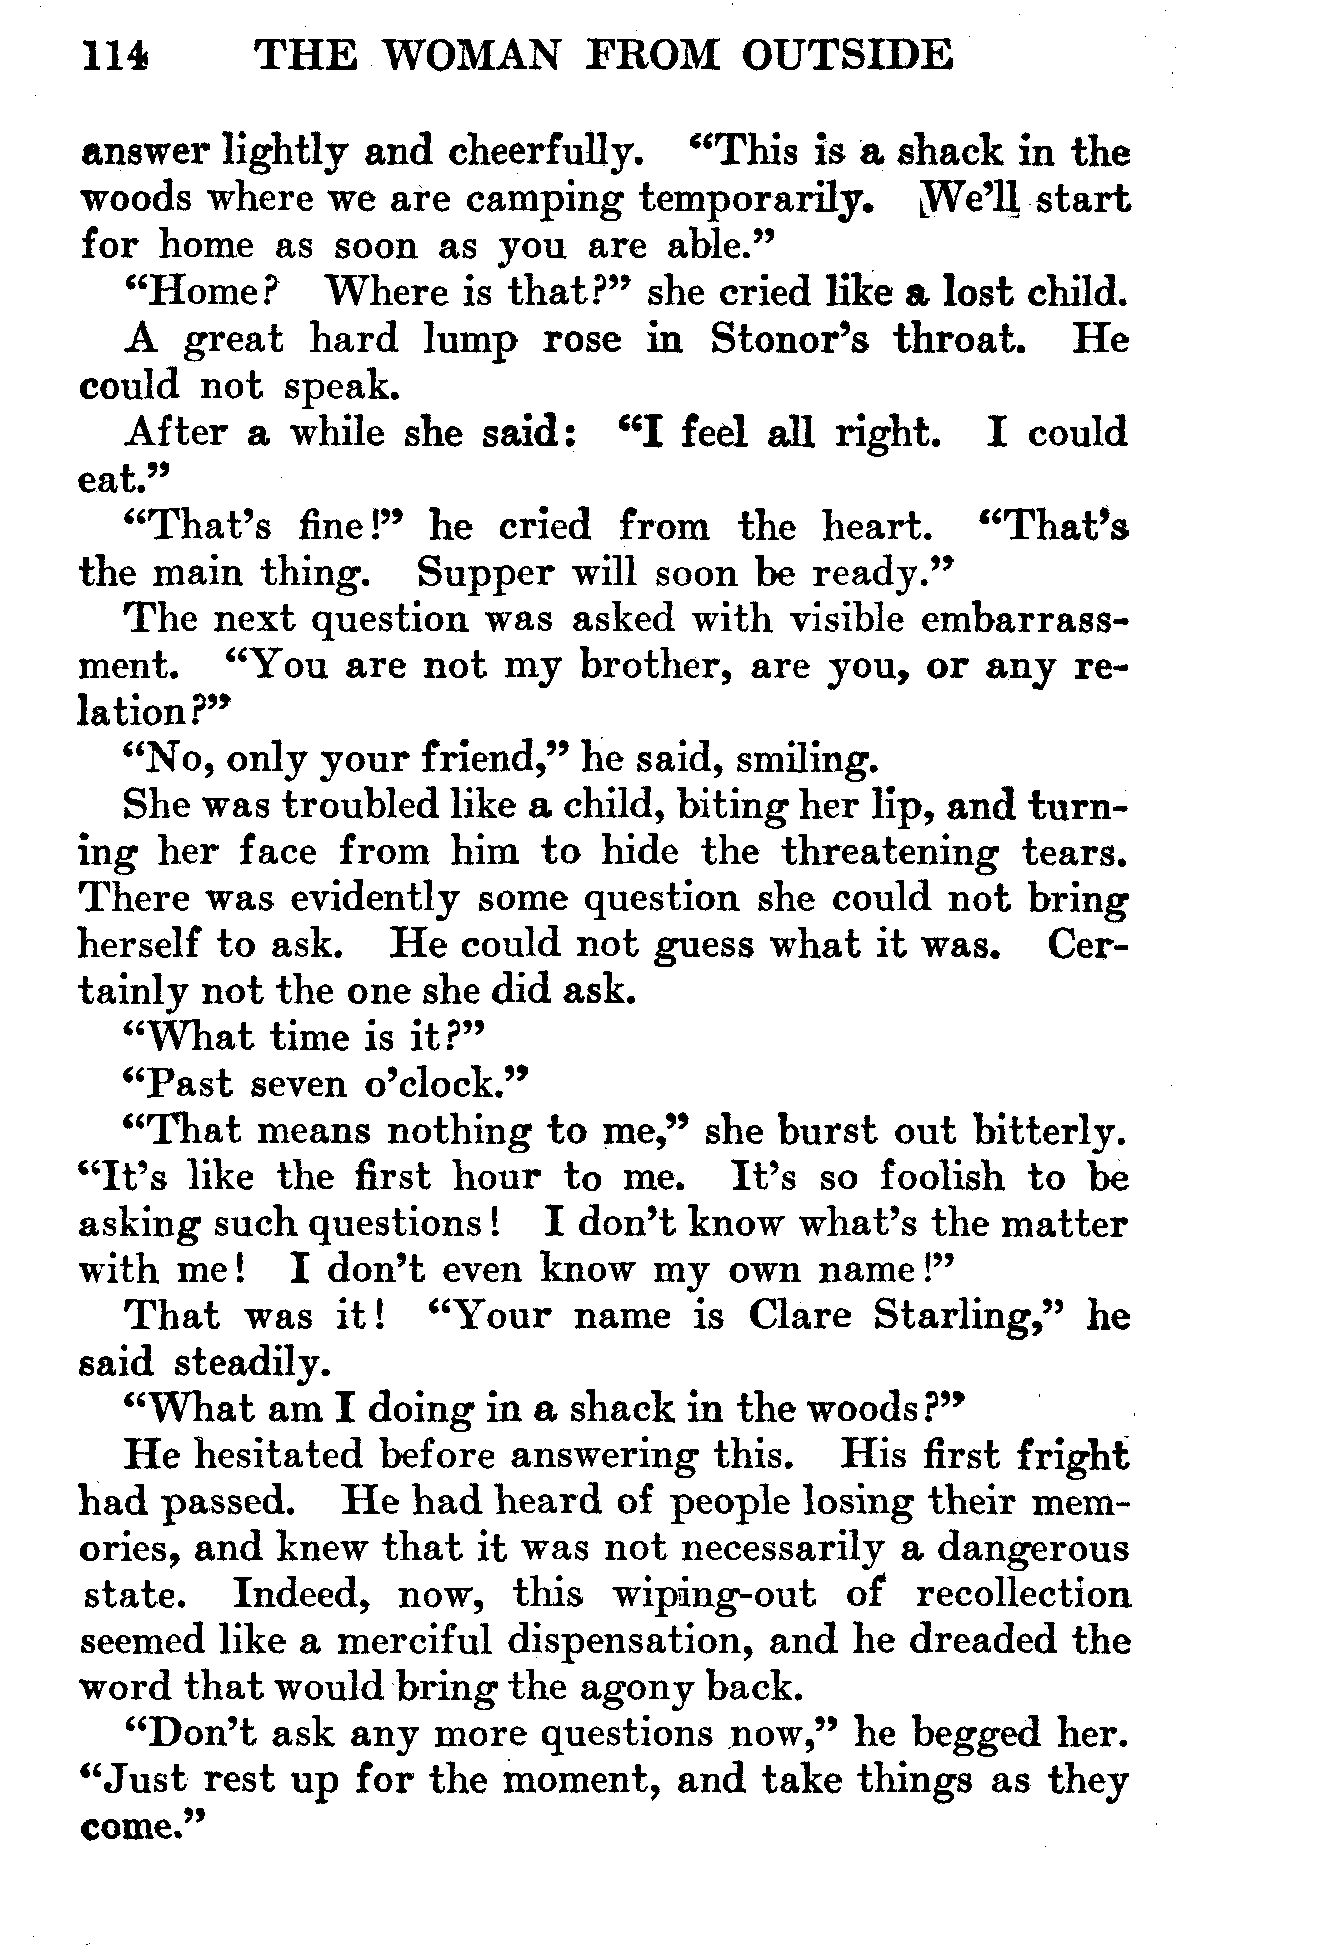 114 THE WOMAN FROM OUTSIDE
answer lightly and cheerfully. “This is a shack in the
woods where we are camping temporarily. We’ll start
for home as soon as you are able.”
“Home? Where is that?” she cried like a lost child.
A great hard lump rose in Stonor’s throat. He
could not speak.
After a while she said: “I feel all right. I could
eat.”
“That’s fine!” he cried from the heart. “That’s
the main thing. Supper will soon be ready.”
The next question was asked with visible embarrass-
ment. “You are not my brother, are you, or any re-
lation?”
“No, only your friend,” he said, smiling.
She was troubled like a child, biting her lip, and turn-
ing her face from him to hide the threatening tears.
There was evidently some question she could not bring
herself to ask. He could not guess what it was. Cer-
tainly not the one she did ask.
“What time is it?”
“Past seven o’clock.”
“That means nothing to me,” she burst out bitterly.
“It’s like the first hour to me. It’s so foolish to be
asking such questions! I don’t know what’s the matter
with me! I don’t even know my own name!”
That was it! “Your name is Clare Starling,” he
said steadily.
“What am I doing in a shack in the woods?”
He hesitated before answering this. His first fright
had passed. He had heard of people losing their mem-
ories, and knew that it was not necessarily a dangerous
state. Indeed, now, this wiping-out of recollection
seemed like a merciful dispensation, and he dreaded the
word that would bring the agony back.
“Don’t ask any more questions now,” he begged her.
“Just rest up for the moment, and take things as they
come.”